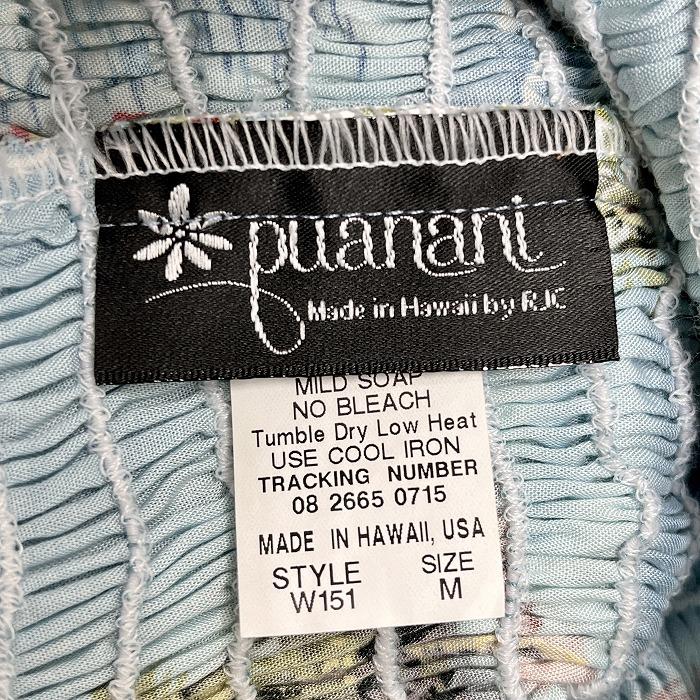 puanani
Made in Hawaii by RJC
MILD SOAP
NO BLEACH
Tumble Dry Low Heat
USE COOL IRON
TRACKING NUMBER
08 2665 0715
MADE IN HAWAII, USA
STYLE SIZE
W151 M